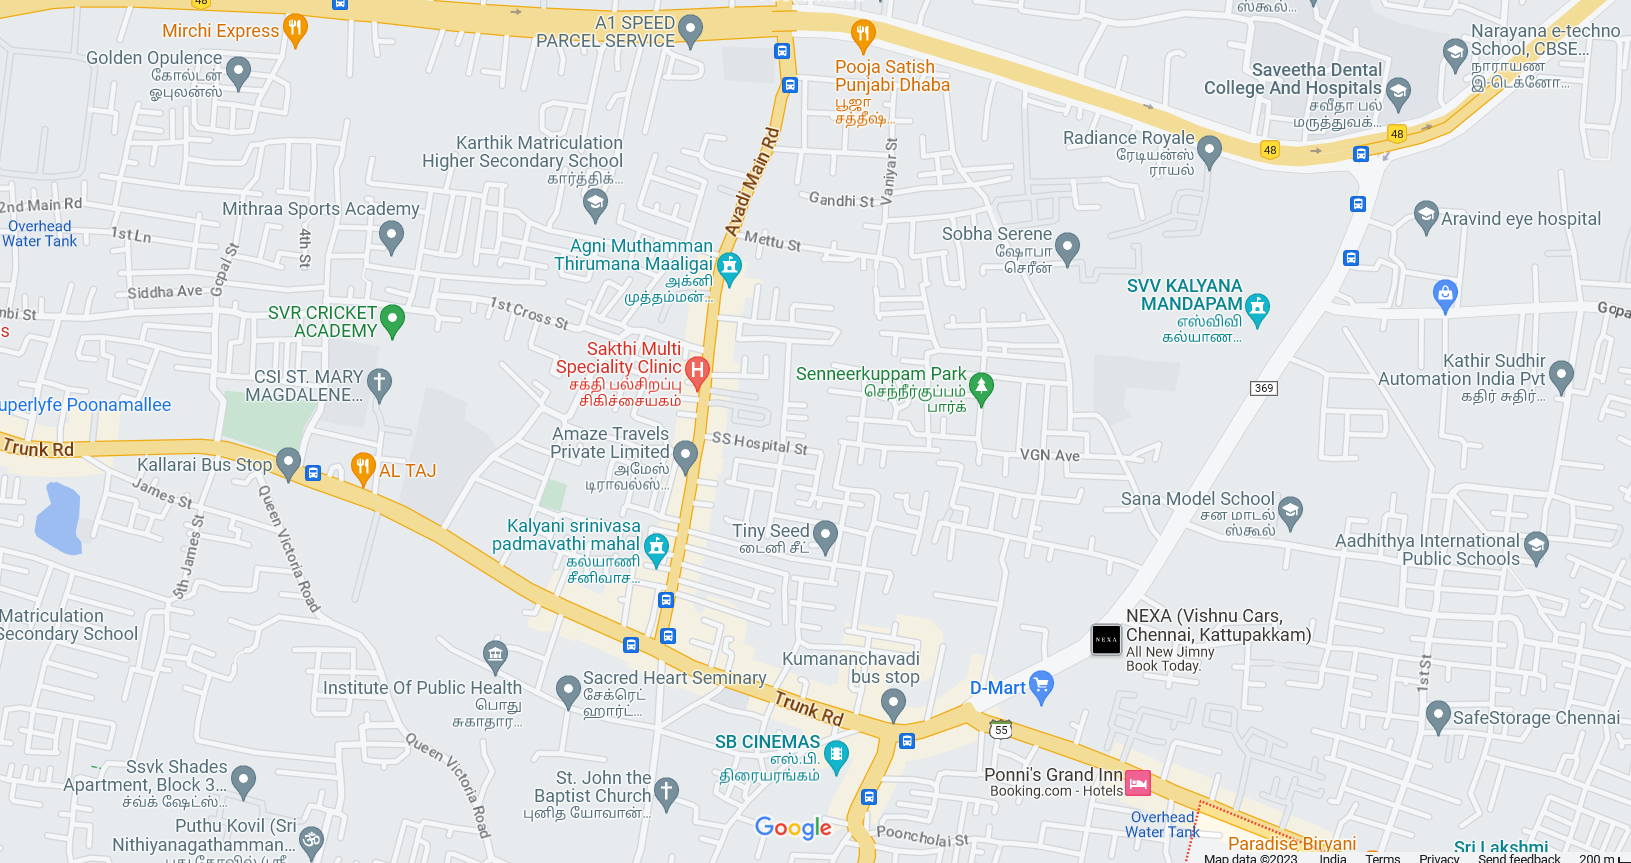 48
Mirchi Express
A1 SPEED
PARCEL SERVICE
Golden Opulence
கோல்டன்
ஓபுலன்ஸ்
Pooja Satish
Punjabi Dhaba
பூஜா
சத்தீஷ்...
ஸ்கூல்...
Narayana e-techno
School, CBSE...
நாராயண
இ-டெக்னோ...
Saveetha Dental
College And Hospitals
சவீதா பல்
மருத்துவக்...
48
48
Karthik Matriculation
Higher Secondary School
கார்த்திக்...
Avadi Main Rd
Vaniyar St
Radiance Royale
ரேடியன்ஸ்
ராயல்
2nd Main Rd
Mithraa Sports Academy
Gandhi St
Aravind eye hospital
Overhead
Water Tank
1st Ln
4th St
Gopal St
Mettu St
Sobha Serene
ஷோபா
செரீன்
Agni Muthamman
Thirumana Maaligai
அக்னி
முத்தம்மன்...
Siddha Ave
1st Cross St
SVV KALYANA
MANDAPAM
எஸ்விவி
கல்யாண...
nbi St
s
SVR CRICKET
ACADEMY
Gopa
Sakthi Multi
Speciality Clinic
சக்தி பல்சிறப்பு
சிகிச்சையகம்
Senneerkuppam Park
செந்நீர்குப்பம்
பார்க்
369
Kathir Sudhir
Automation India Pvt
கதிர் சுதிர்...
CSI ST. MARY
MAGDALENE...
uperlyfe Poonamallee
Trunk Rd
Kallarai Bus Stop
AL TAJ
Amaze Travels
Private Limited
அமேஸ்
டிராவல்ஸ்...
SS Hospital St
VGN Ave
James St
Queen Victoria Road
5th James St
Sana Model School
சன மாடல்
ஸ்கூல்
Kalyani srinivasa
padmavathi mahal
கல்யாணி
சீனிவாச...
Tiny Seed
டைனி சீட்
Aadhithya International
Public Schools
Matriculation
Secondary School
NEXA
NEXA (Vishnu Cars,
Chennai, Kattupakkam)
All New Jimny
Book Today.
Institute Of Public Health
பொது
சுகாதார...
Sacred Heart Seminary
சேக்ரெட்
ஹார்ட்...
Kumananchavadi
bus stop
D-Mart
1st St
Trunk Rd
55
SafeStorage Chennai
Queen Victoria Road
SB CINEMAS
எஸ்.பி.
திரையரங்கம்
Ssvk Shades
Apartment, Block 3...
ச்வ்க் ஷேட்ஸ்...
St. John the
Baptist Church
புனித யோவான்...
Ponni's Grand Inn
Booking.com - Hotels
Puthu Kovil (Sri
Nithiyanagathamman...
Google
Pooncholai St
Overhead
Water Tank
Paradise Biryani
Sri Lakshmi
Map data ©2023 India Terms Privacy Send feedback 200 m